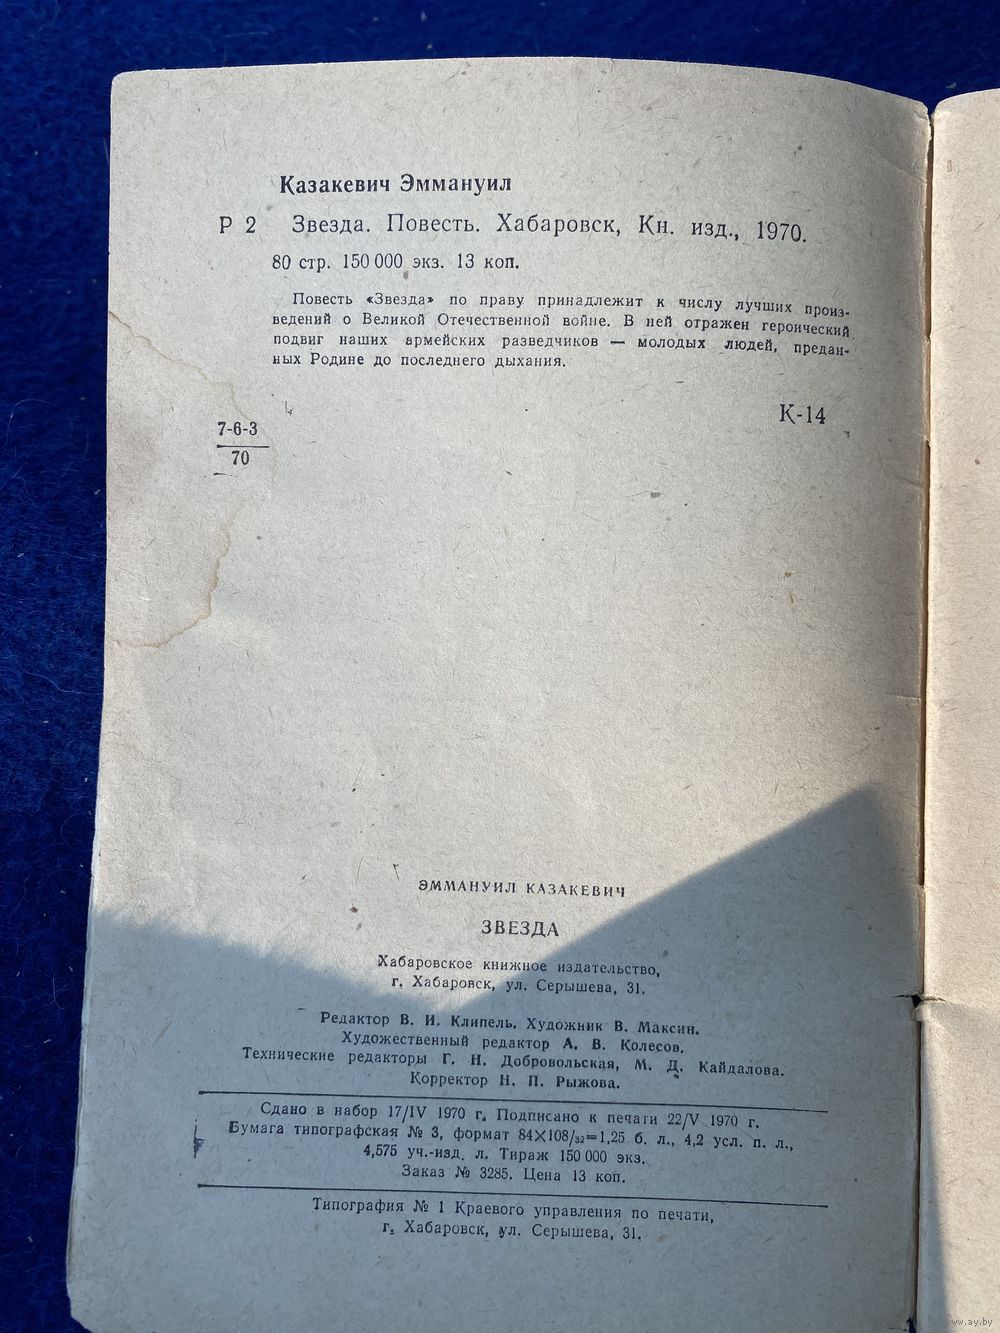 Казакевич Эммануил
Р 2 Звезда. Повесть. Хабаровск, Кн. изд., 1970.
80 стр. 150 000 экз. 13 коп.
Повесть «Звезда» по праву принадлежит к числу лучших произ-
ведений о Великой Отечественной войне. В ней отражен героический
подвиг наших армейских разведчиков — молодых людей, предан-
ных Родине до последнего дыхания.
7-6-3
70
К-14
ЭММАНУИЛ КАЗАКЕВИЧ
ЗВЕЗДА
Хабаровское книжное издательство,
г. Хабаровск, ул. Серышева, 31.
Редактор В. И. Клипель. Художник В. Максин.
Художественный редактор А. В. Колесов.
Технические редакторы Г. Н. Добровольская, М. Д. Кайдалова.
Корректор Н. П. Рыжова.
Сдано в набор 17/IV 1970 г. Подписано к печати 22/V 1970 г.
Бумага типографская № 3, формат 84X108/32=1,25 б. л., 4,2 усл. п. л.,
4,575 уч.-изд. л. Тираж 150 000 экз.
Заказ № 3285. Цена 13 коп.
Типография № 1 Краевого управления по печати,
г. Хабаровск, ул. Серышева, 31.
www.ay.by